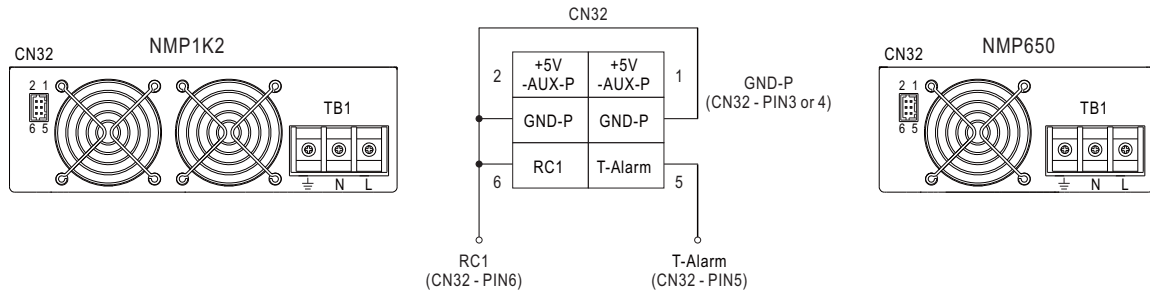 NMP1K2
CN32
2 1
6 5
TB1
N L
CN32
2
+5V
-AUX-P
+5V
-AUX-P
1
GND-P
GND-P
6
RC1
T-Alarm
5
GND-P
(CN32 - PIN3 or 4)
RC1
(CN32 - PIN6)
T-Alarm
(CN32 - PIN5)
NMP650
CN32
2 1
6 5
TB1
N L